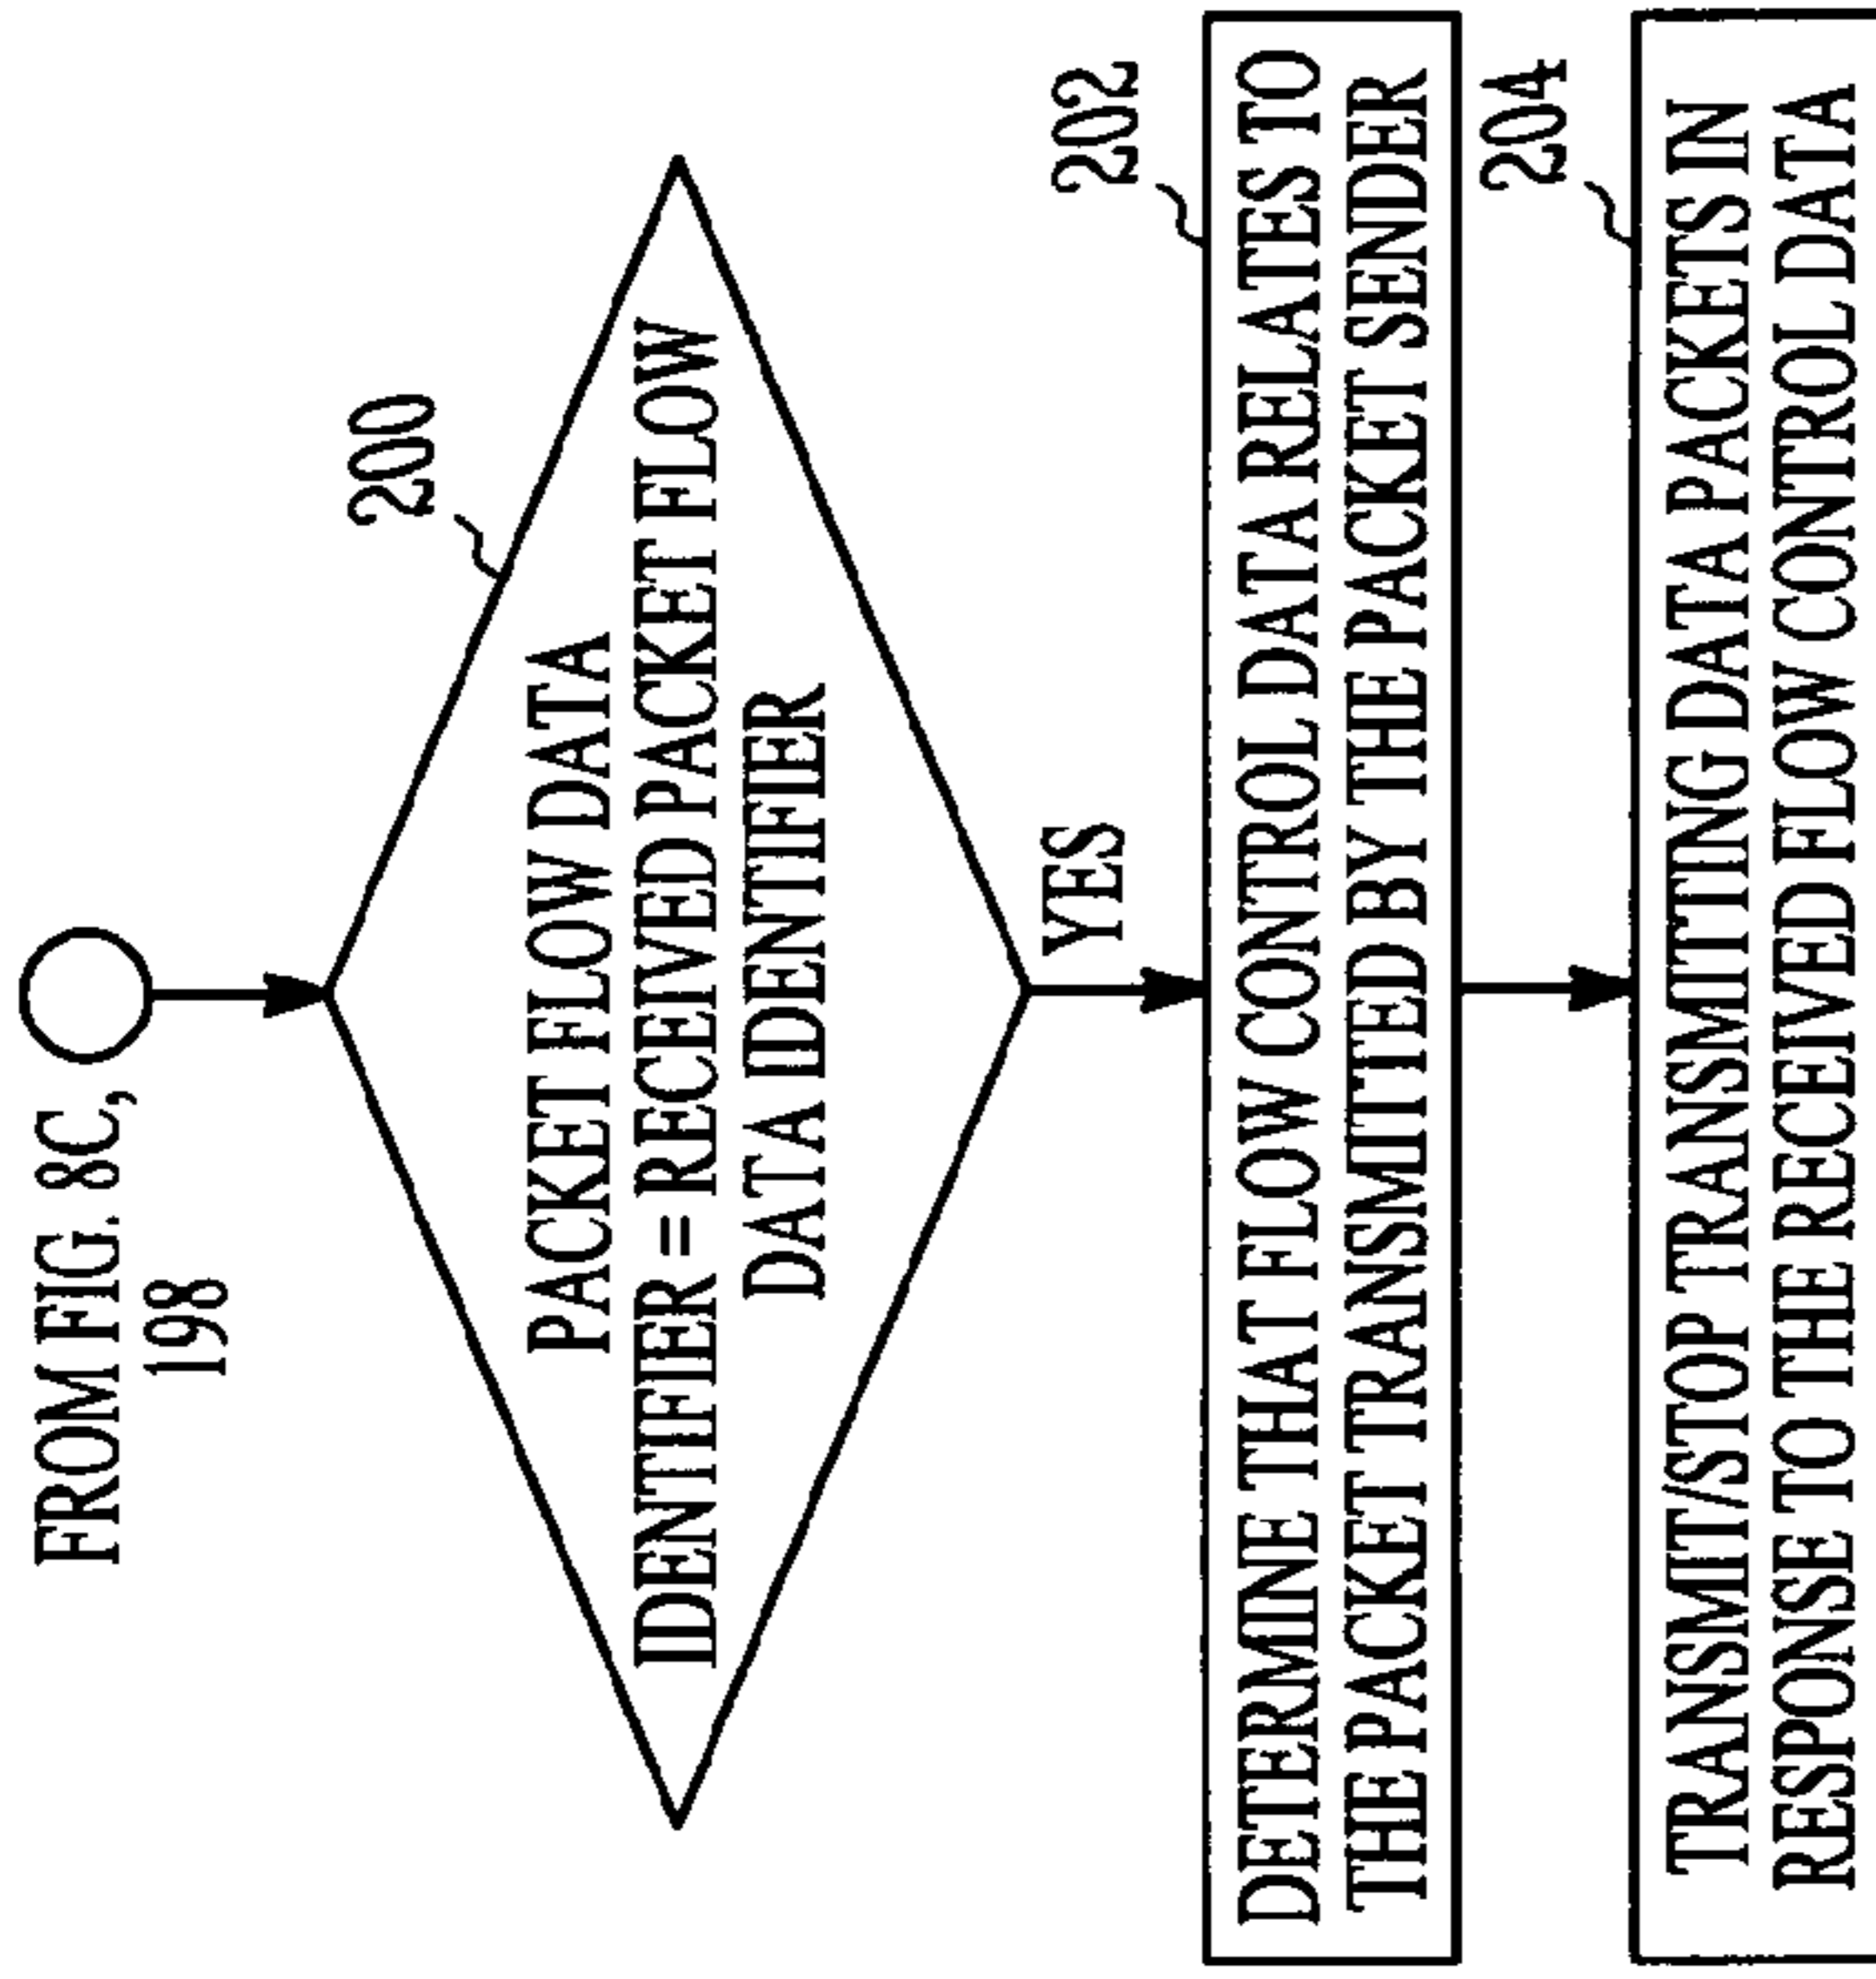 FROM FIG. 8C,
198
200
PACKET FLOW DATA
IDENTIFIER = RECEIVED PACKET FLOW
DATA IDENTIFIER
YES
202
DETERMINE THAT FLOW CONTROL DATA RELATES TO
THE PACKET TRANSMITTED BY THE PACKET SENDER
204
TRANSMIT/STOP TRANSMITTING DATA PACKETS IN
RESPONSE TO THE RECEIVED FLOW CONTROL DATA